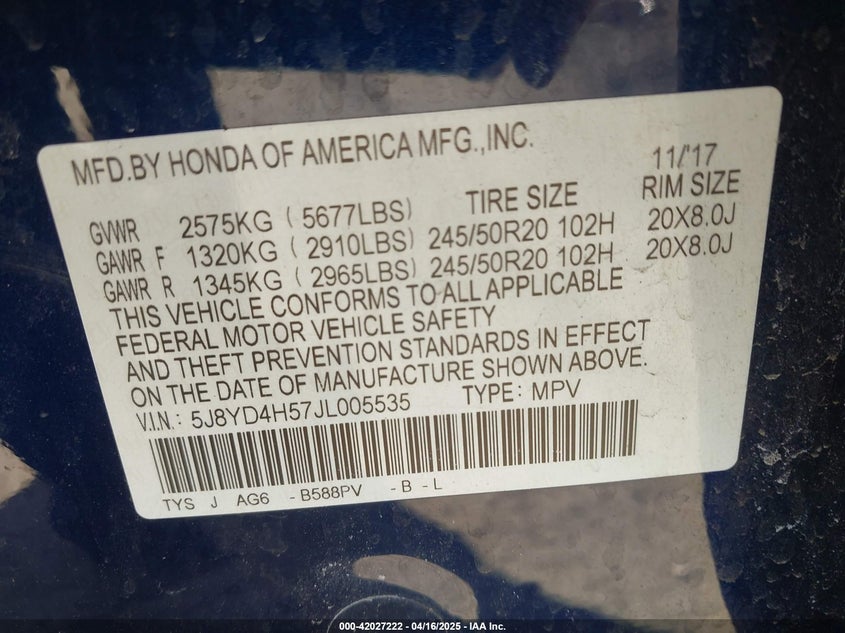 MFD.BY HONDA OF AMERICA MFG.,INC. 11/'17
TIRE SIZE RIM SIZE
GVWR 2575KG ( 5677LBS)
GAWR F 1320KG ( 2910LBS) 245/50R20 102H 20X8.0J
GAWR R 1345KG ( 2965LBS) 245/50R20 102H 20X8.0J
THIS VEHICLE CONFORMS TO ALL APPLICABLE
FEDERAL MOTOR VEHICLE SAFETY
AND THEFT PREVENTION STANDARDS IN EFFECT
ON THE DATE OF MANUFACTURE SHOWN ABOVE.
V.I.N.: 5J8YD4H57JL005535 TYPE: MPV
TYS J AG6 -B588PV -B -L
000-42027222 - 04/16/2025 - IAA Inc.